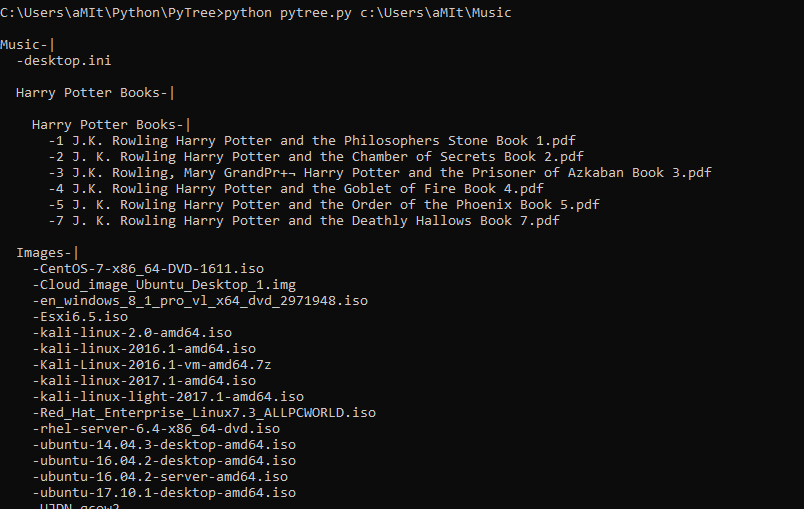 C:\Users\aMIt\Python\PyTree>python pytree.py c:\Users\aMIt\Music
Music-|
-desktop.ini
Harry Potter Books-|
Harry Potter Books-|
-1 J.K. Rowling Harry Potter and the Philosophers Stone Book 1.pdf
-2 J. K. Rowling Harry Potter and the Chamber of Secrets Book 2.pdf
-3 J.K. Rowling, Mary GrandPr+¬ Harry Potter and the Prisoner of Azkaban Book 3.pdf
-4 J.K. Rowling Harry Potter and the Goblet of Fire Book 4.pdf
-5 J. K. Rowling Harry Potter and the Order of the Phoenix Book 5.pdf
-7 J. K. Rowling Harry Potter and the Deathly Hallows Book 7.pdf
Images-|
-CentOS-7-x86_64-DVD-1611.iso
-Cloud_image_Ubuntu_Desktop_1.img
-en_windows_8_1_pro_vl_x64_dvd_2971948.iso
-Esxi6.5.iso
-kali-linux-2.0-amd64.iso
-kali-linux-2016.1-amd64.iso
-Kali-Linux-2016.1-vm-amd64.7z
-kali-linux-2017.1-amd64.iso
-kali-linux-light-2017.1-amd64.iso
-Red_Hat_Enterprise_Linux7.3_ALLPCWORLD.iso
-rhel-server-6.4-x86_64-dvd.iso
-ubuntu-14.04.3-desktop-amd64.iso
-ubuntu-16.04.2-desktop-amd64.iso
-ubuntu-16.04.2-server-amd64.iso
-ubuntu-17.10.1-desktop-amd64.iso